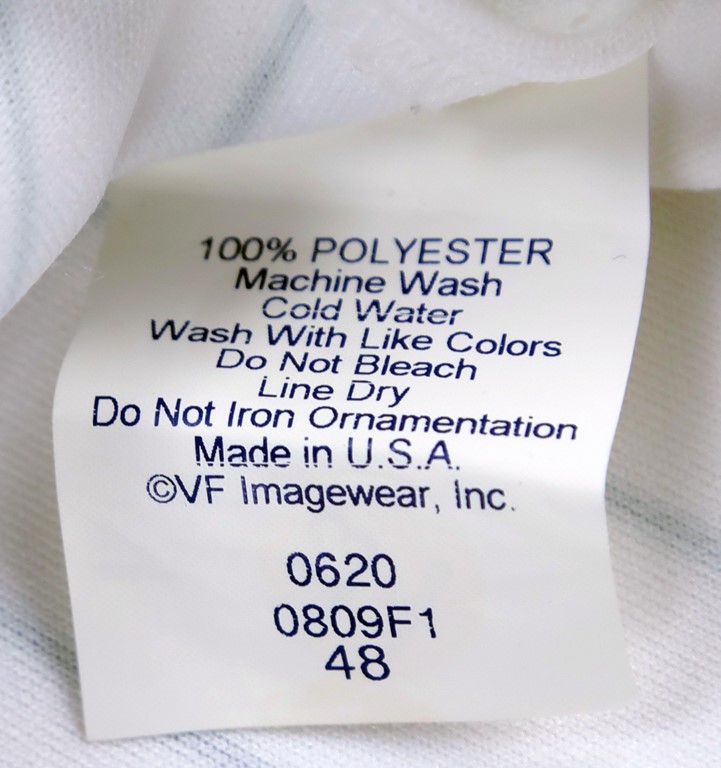 100% POLYESTER
Machine Wash
Cold Water
Wash With Like Colors
Do Not Bleach
Line Dry
Do Not Iron Ornamentation
Made in U.S.A.
©VF Imagewear, Inc.
0620
0809F1
48